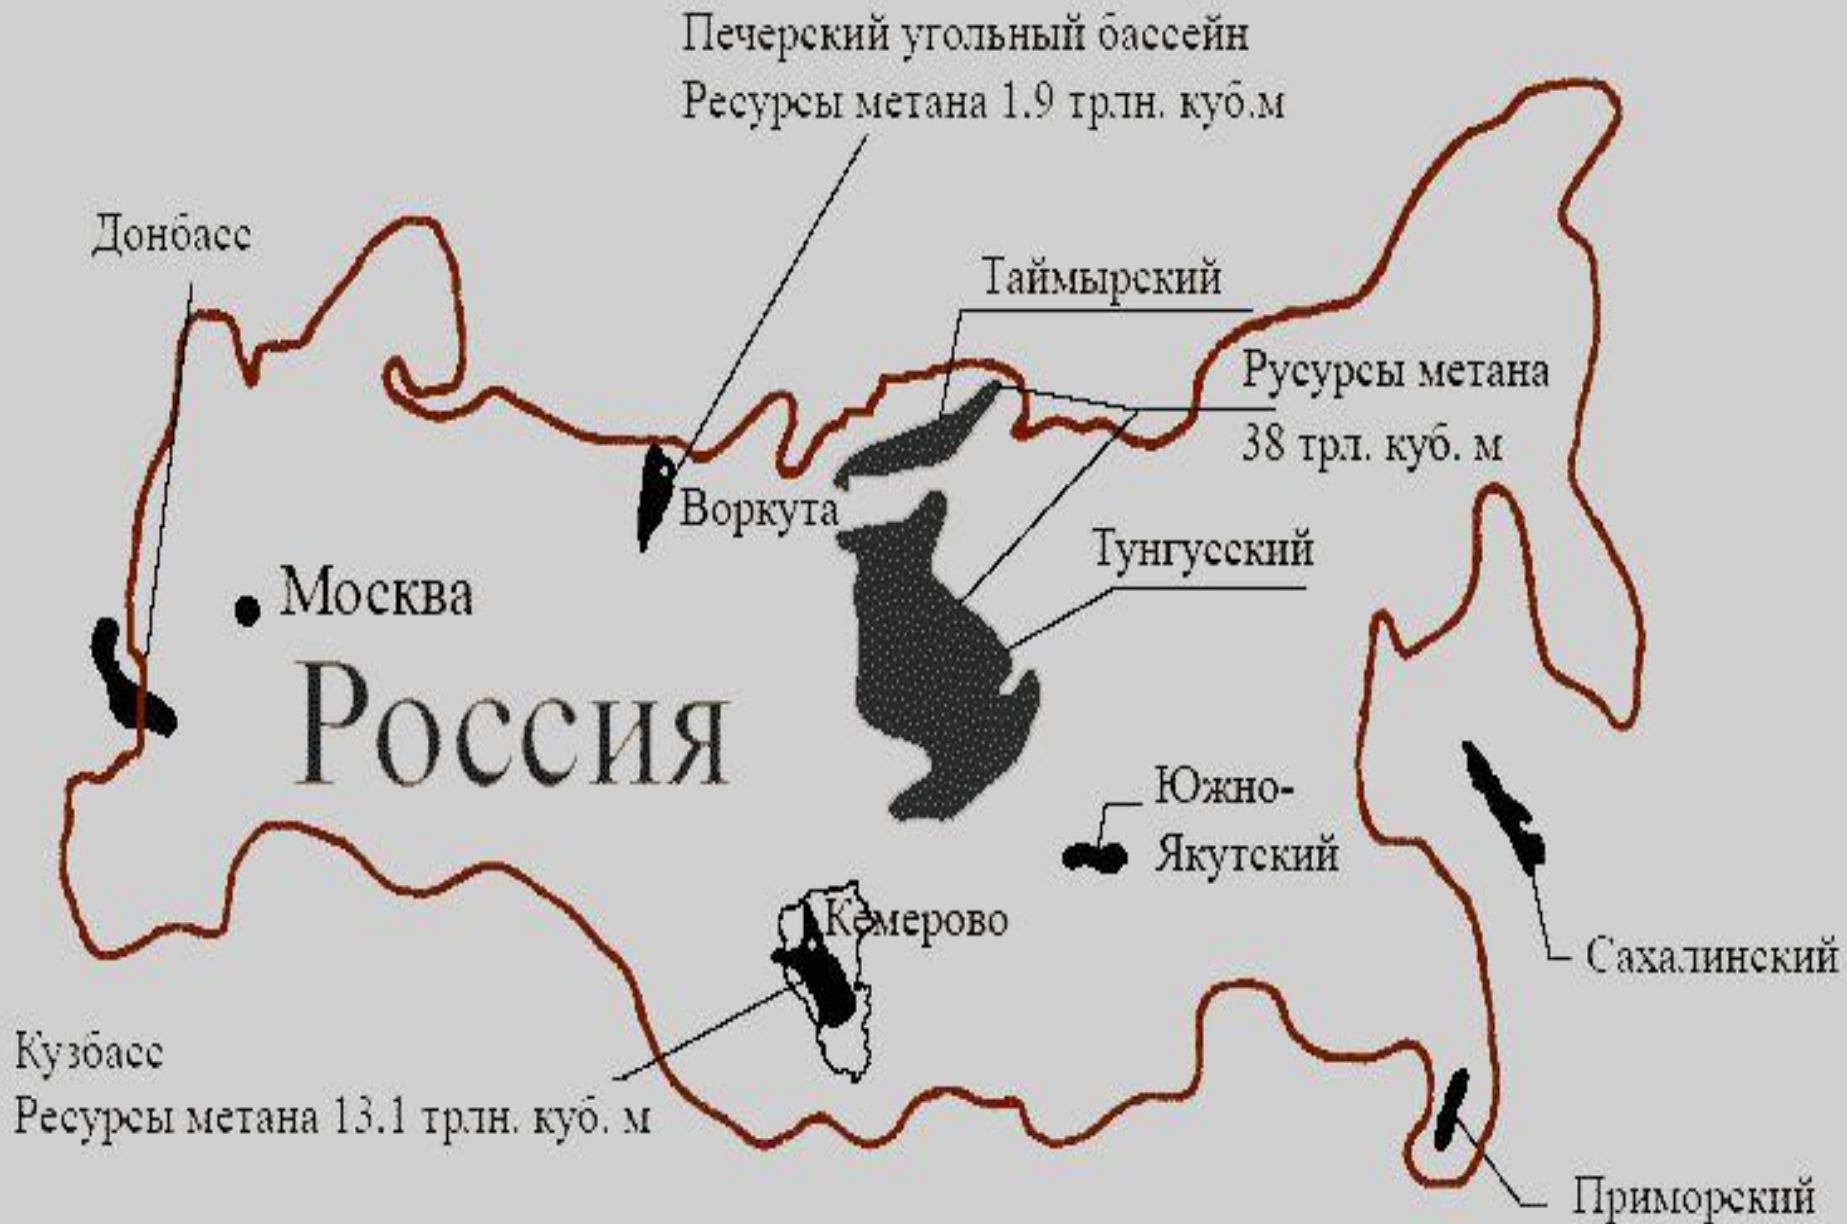 Печерский угольный бассейн
Ресурсы метана 1.9 трлн. куб.м
Донбасс
Таймырский
Русурсы метана
38 трл. куб. м
Воркута
Тунгусский
Москва
Россия
Южно-
Якутский
Кемерово
Сахалинский
Кузбасс
Ресурсы метана 13.1 трлн. куб. м
Приморский